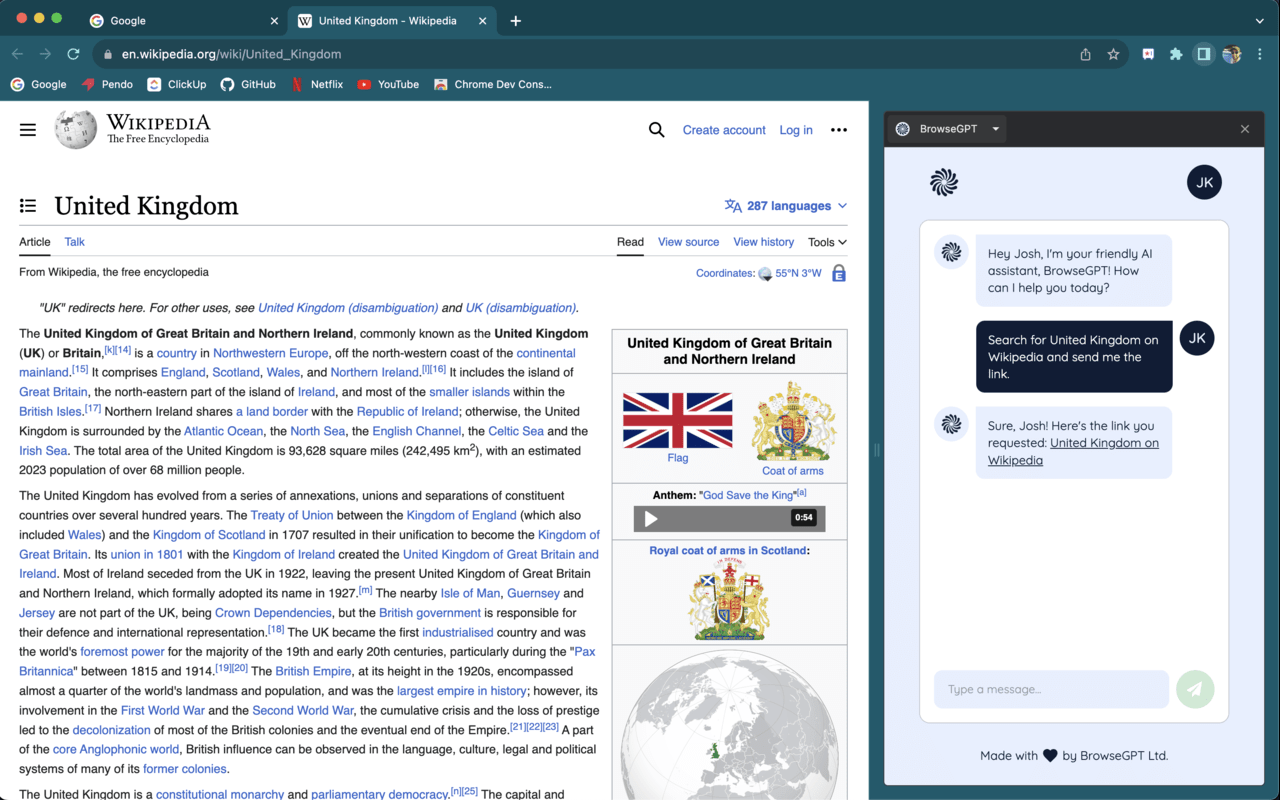 Google
United Kingdom - Wikipedia
en.wikipedia.org/wiki/United_Kingdom
Google Pendo ClickUp GitHub Netflix YouTube Chrome Dev Cons...
WIKIPEDIA
The Free Encyclopedia
Create account Log in
United Kingdom
287 languages
Article Talk
Read View source View history Tools
From Wikipedia, the free encyclopedia
Coordinates: 55°N 3°W
"UK" redirects here. For other uses, see United Kingdom (disambiguation) and UK (disambiguation).
The United Kingdom of Great Britain and Northern Ireland, commonly known as the United Kingdom
(UK) or Britain,[k][14] is a country in Northwestern Europe, off the north-western coast of the continental
mainland.[15] It comprises England, Scotland, Wales, and Northern Ireland.[l][16] It includes the island of
Great Britain, the north-eastern part of the island of Ireland, and most of the smaller islands within the
British Isles.[17] Northern Ireland shares a land border with the Republic of Ireland; otherwise, the United
Kingdom is surrounded by the Atlantic Ocean, the North Sea, the English Channel, the Celtic Sea and the
Irish Sea. The total area of the United Kingdom is 93,628 square miles (242,495 km2), with an estimated
2023 population of over 68 million people.
The United Kingdom has evolved from a series of annexations, unions and separations of constituent
countries over several hundred years. The Treaty of Union between the Kingdom of England (which also
included Wales) and the Kingdom of Scotland in 1707 resulted in their unification to become the Kingdom of
Great Britain. Its union in 1801 with the Kingdom of Ireland created the United Kingdom of Great Britain and
Ireland. Most of Ireland seceded from the UK in 1922, leaving the present United Kingdom of Great Britain
and Northern Ireland, which formally adopted its name in 1927.[m] The nearby Isle of Man, Guernsey and
Jersey are not part of the UK, being Crown Dependencies, but the British government is responsible for
their defence and international representation.[18] The UK became the first industrialised country and was
the world's foremost power for the majority of the 19th and early 20th centuries, particularly during the "Pax
Britannica" between 1815 and 1914.[19][20] The British Empire, at its height in the 1920s, encompassed
almost a quarter of the world's landmass and population, and was the largest empire in history; however, its
involvement in the First World War and the Second World War, the cumulative crisis and the loss of prestige
led to the decolonization of most of the British colonies and the eventual end of the Empire.[21][22][23] A part
of the core Anglophonic world, British influence can be observed in the language, culture, legal and political
systems of many of its former colonies.
The United Kingdom is a constitutional monarchy and parliamentary democracy.[n][25] The capital and
United Kingdom of Great Britain
and Northern Ireland
Flag
Coat of arms
Anthem: "God Save the King"[a]
0:54
Royal coat of arms in Scotland:
BrowseGPT
JK
Hey Josh, I'm your friendly AI
assistant, BrowseGPT! How
can I help you today?
Search for United Kingdom on
Wikipedia and send me the
link.
JK
Sure, Josh! Here's the link you
requested: United Kingdom on
Wikipedia
Type a message...
Made with by BrowseGPT Ltd.